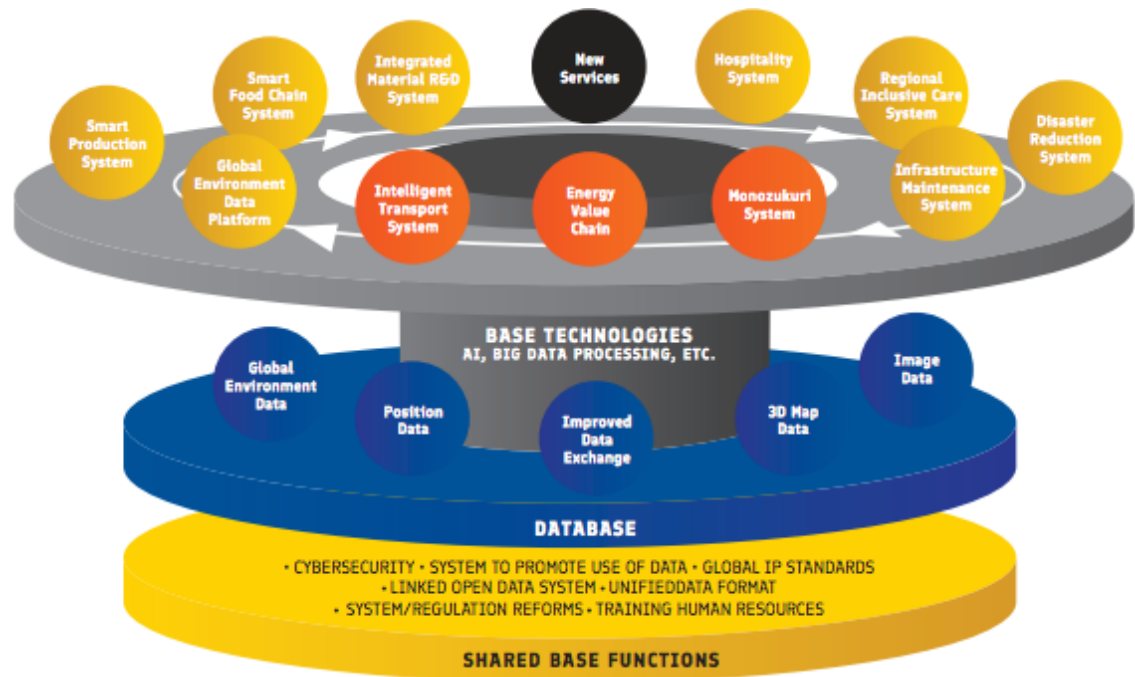 New
Services
Integrated
Material R&D
System
Hospitality
System
Smart
Food Chain
System
Regional
Inclusive Care
System
Smart
Production
System
Disaster
Reduction
System
Global
Environment
Data
Platform
Intelligent
Transport
System
Energy
Value
Chain
Monozukuri
System
Infrastructure
Maintenance
System
BASE TECHNOLOGIES
AI, BIG DATA PROCESSING, ETC.
Global
Environment
Data
Position
Data
Improved
Data
Exchange
3D Map
Data
Image
Data
DATABASE
• CYBERSECURITY • SYSTEM TO PROMOTE USE OF DATA • GLOBAL IP STANDARDS
• LINKED OPEN DATA SYSTEM • UNIFIEDDATA FORMAT
• SYSTEM/REGULATION REFORMS • TRAINING HUMAN RESOURCES
SHARED BASE FUNCTIONS